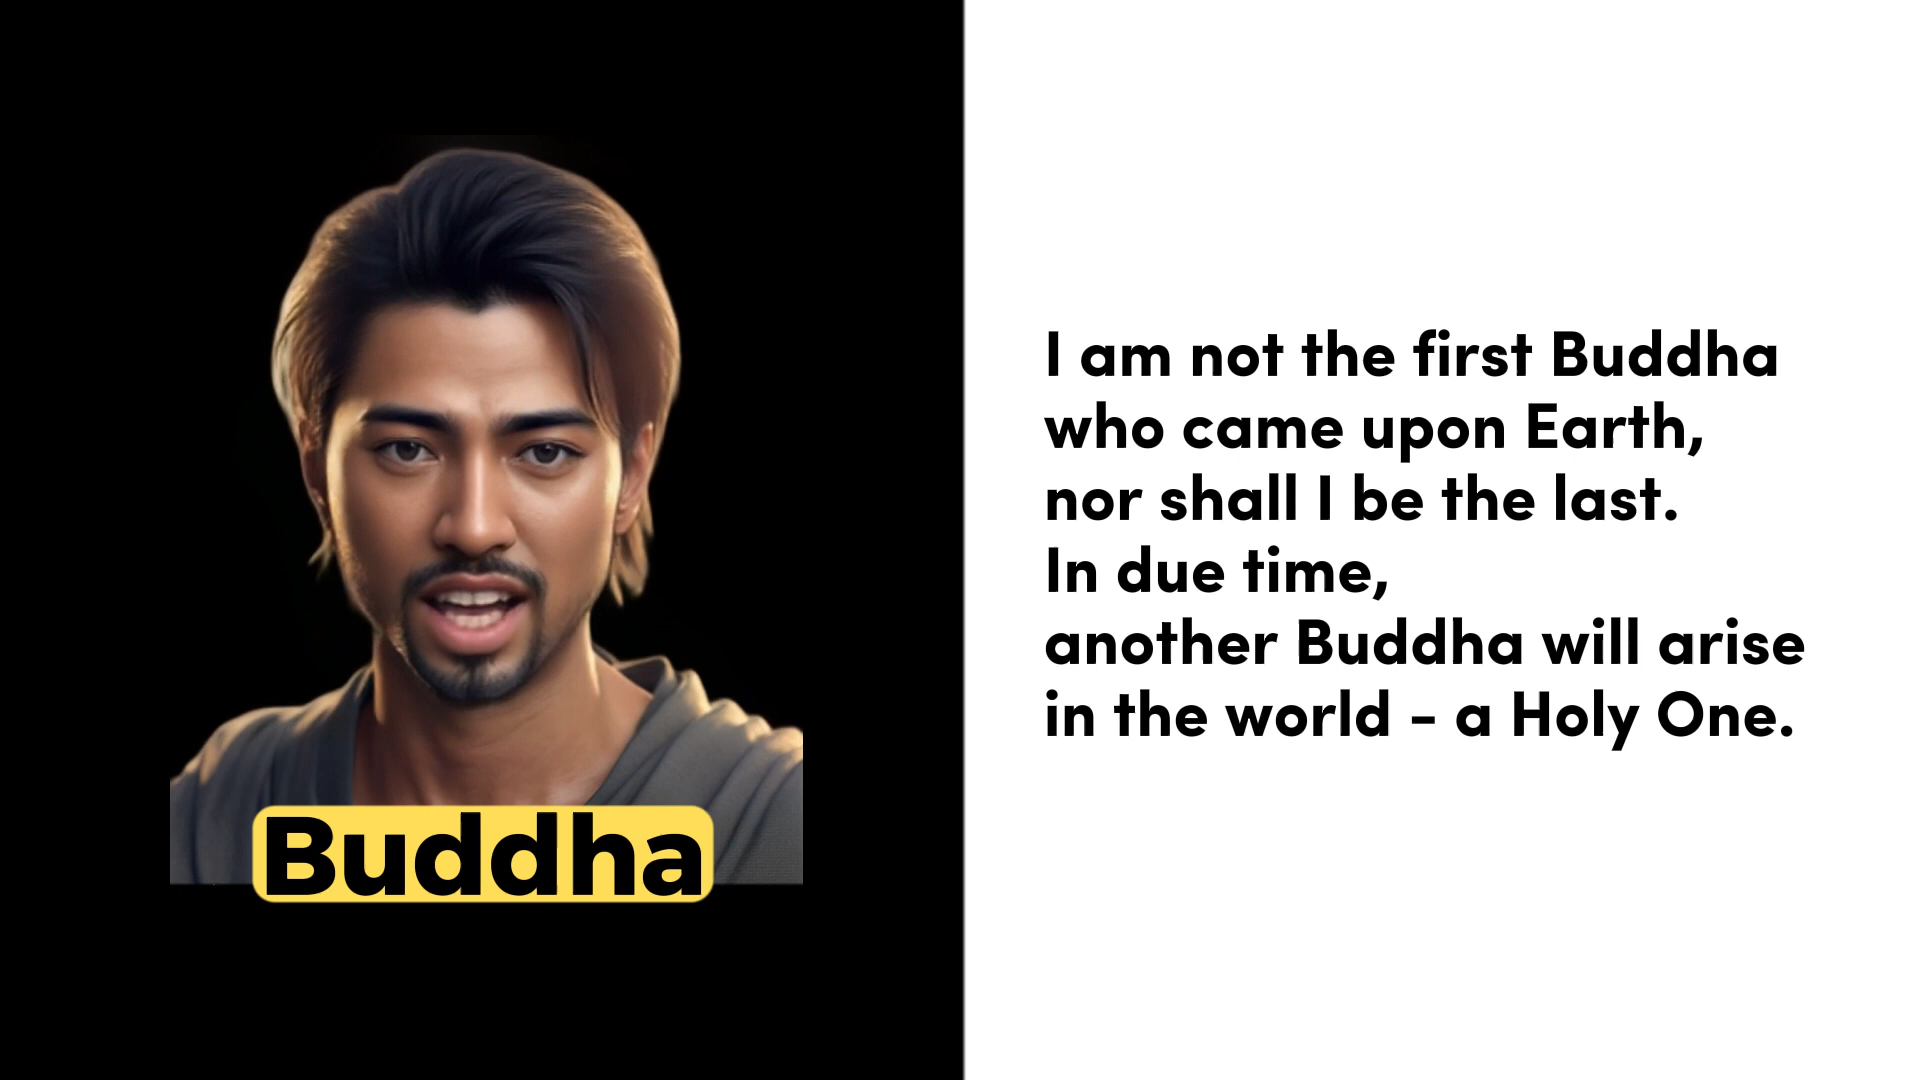 Buddha
I am not the first Buddha
who came upon Earth,
nor shall I be the last.
In due time,
another Buddha will arise
in the world - a Holy One.